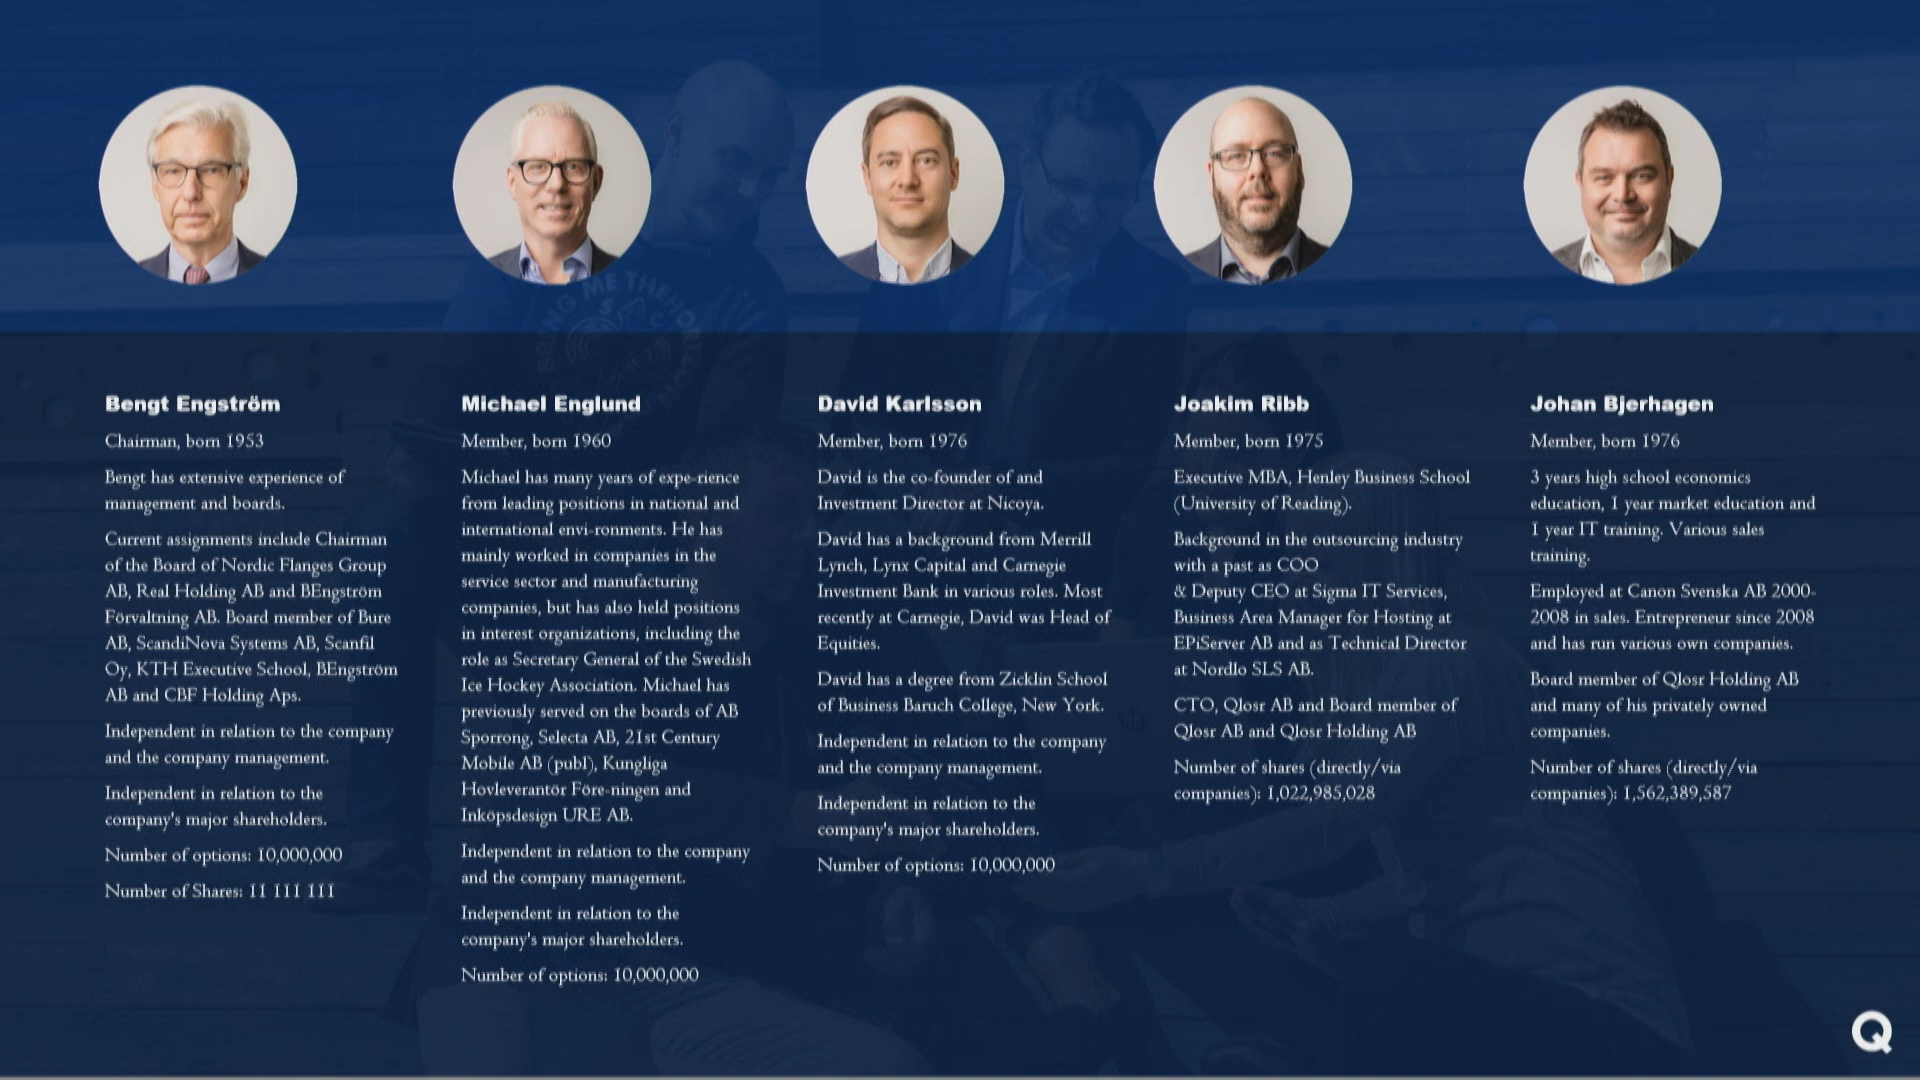 BRING ME THE HORIZON
Bengt Engström
Chairman, born 1953
Bengt has extensive experience of
management and boards.
Current assignments include Chairman
of the Board of Nordic Flanges Group
AB, Real Holding AB and BEngström
Förvaltning AB. Board member of Bure
AB, ScandiNova Systems AB, Scanfil
Oy, KTH Executive School, BEngström
AB and CBF Holding Aps.
Independent in relation to the company
and the company management.
Independent in relation to the
company's major shareholders.
Number of options: 10,000,000
Number of Shares: 11 111 111
Michael Englund
Member, born 1960
Michael has many years of expe-rience
from leading positions in national and
international envi-ronments. He has
mainly worked in companies in the
service sector and manufacturing
companies, but has also held positions
in interest organizations, including the
role as Secretary General of the Swedish
Ice Hockey Association. Michael has
previously served on the boards of AB
Sporrong, Selecta AB, 21st Century
Mobile AB (publ), Kungliga
Hovleverantör Före-ningen and
Inköpsdesign URE AB.
Independent in relation to the company
and the company management.
Independent in relation to the
company's major shareholders.
Number of options: 10,000,000
David Karlsson
Member, born 1976
David is the co-founder of and
Investment Director at Nicoya.
David has a background from Merrill
Lynch, Lynx Capital and Carnegie
Investment Bank in various roles. Most
recently at Carnegie, David was Head of
Equities.
David has a degree from Zicklin School
of Business Baruch College, New York.
Independent in relation to the company
and the company management.
Independent in relation to the
company's major shareholders.
Number of options: 10,000,000
Joakim Ribb
Member, born 1975
Executive MBA, Henley Business School
(University of Reading).
Background in the outsourcing industry
with a past as COO
& Deputy CEO at Sigma IT Services,
Business Area Manager for Hosting at
EPiServer AB and as Technical Director
at Nordlo SLS AB.
CTO, Qlosr AB and Board member of
Qlosr AB and Qlosr Holding AB
Number of shares (directly/via
companies): 1,022,985,028
Johan Bjerhagen
Member, born 1976
3 years high school economics
education, 1 year market education and
1 year IT training. Various sales
training.
Employed at Canon Svenska AB 2000-
2008 in sales. Entrepreneur since 2008
and has run various own companies.
Board member of Qlosr Holding AB
and many of his privately owned
companies.
Number of shares (directly/via
companies): 1,562,389,587
Q